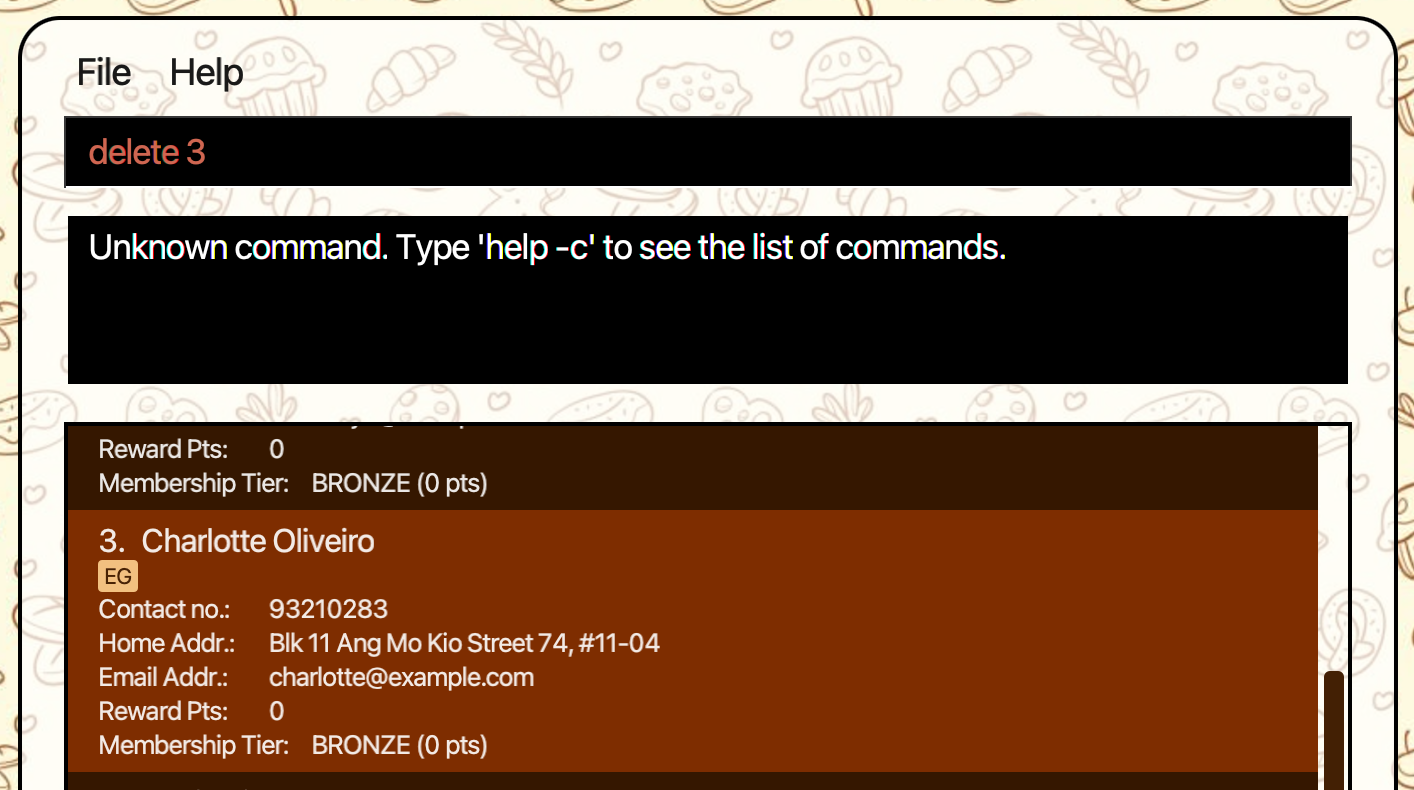 File Help
delete 3
Unknown command. Type 'help -c' to see the list of commands.
Reward Pts: 0
Membership Tier: BRONZE (0 pts)
3. Charlotte Oliveiro
EG
Contact no.: 93210283
Home Addr.: Blk 11 Ang Mo Kio Street 74, #11-04
Email Addr.: charlotte@example.com
Reward Pts: 0
Membership Tier: BRONZE (0 pts)